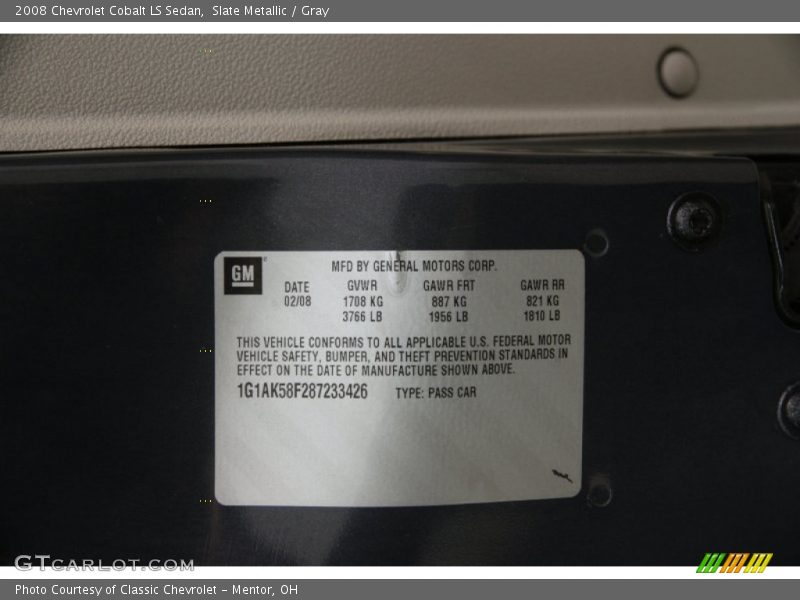 2008 Chevrolet Cobalt LS Sedan,  Slate Metallic / Gray
GM
MFD BY GENERAL MOTORS CORP.
DATE GVWR GAWR FRT GAWR RR
02/08 1708 KG 887 KG 821 KG
3766 LB 1956 LB 1810 LB
THIS VEHICLE CONFORMS TO ALL APPLICABLE U.S. FEDERAL MOTOR
VEHICLE SAFETY, BUMPER, AND THEFT PREVENTION STANDARDS IN
EFFECT ON THE DATE OF MANUFACTURE SHOWN ABOVE.
1G1AK58F287233426 TYPE: PASS CAR
GTCARLOT.COM
Photo Courtesy of Classic Chevrolet - Mentor, OH